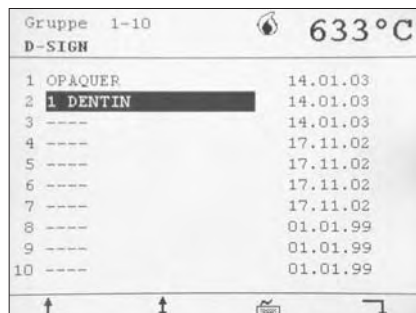 Gruppe 1-10 633°C
D-SIGN
1 OPAQUER 14.01.03
2 1 DENTIN 14.01.03
3 ---- 14.01.03
4 ---- 17.11.02
5 ---- 17.11.02
6 ---- 17.11.02
7 ---- 17.11.02
8 ---- 01.01.99
9 ---- 01.01.99
10 ---- 01.01.99